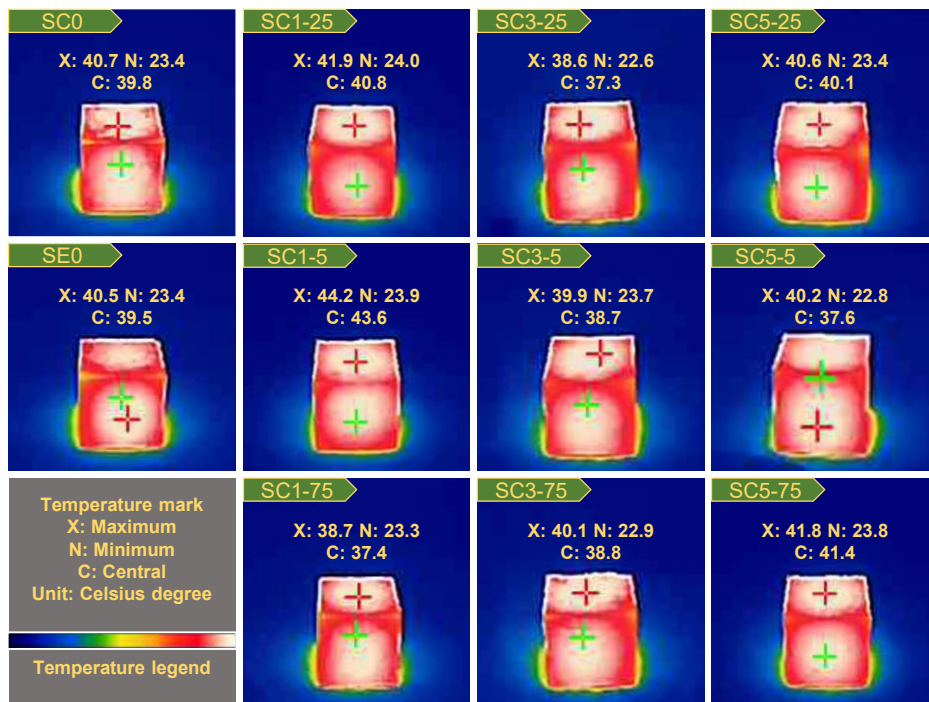 SC0
X: 40.7 N: 23.4
C: 39.8
SC1-25
X: 41.9 N: 24.0
C: 40.8
SC3-25
X: 38.6 N: 22.6
C: 37.3
SC5-25
X: 40.6 N: 23.4
C: 40.1
SE0
X: 40.5 N: 23.4
C: 39.5
SC1-5
X: 44.2 N: 23.9
C: 43.6
SC3-5
X: 39.9 N: 23.7
C: 38.7
SC5-5
X: 40.2 N: 22.8
C: 37.6
Temperature mark
X: Maximum
N: Minimum
C: Central
Unit: Celsius degree
Temperature legend
SC1-75
X: 38.7 N: 23.3
C: 37.4
SC3-75
X: 40.1 N: 22.9
C: 38.8
SC5-75
X: 41.8 N: 23.8
C: 41.4